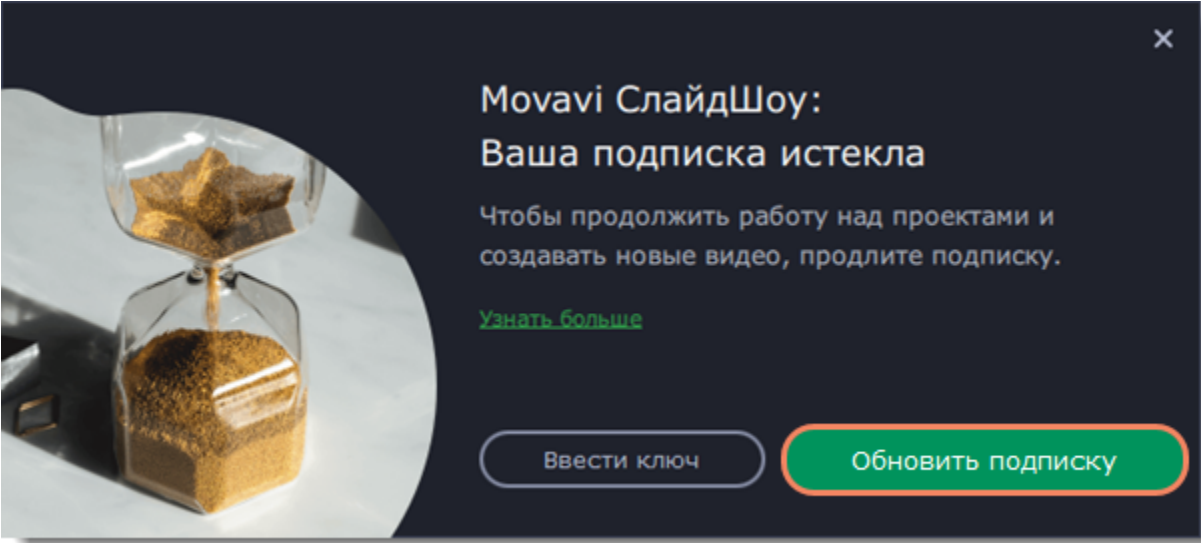 Movavi СлайдШоу:
Ваша подписка истекла
Чтобы продолжить работу над проектами и
создавать новые видео, продлите подписку.
Узнать больше
Ввести ключ
Обновить подписку